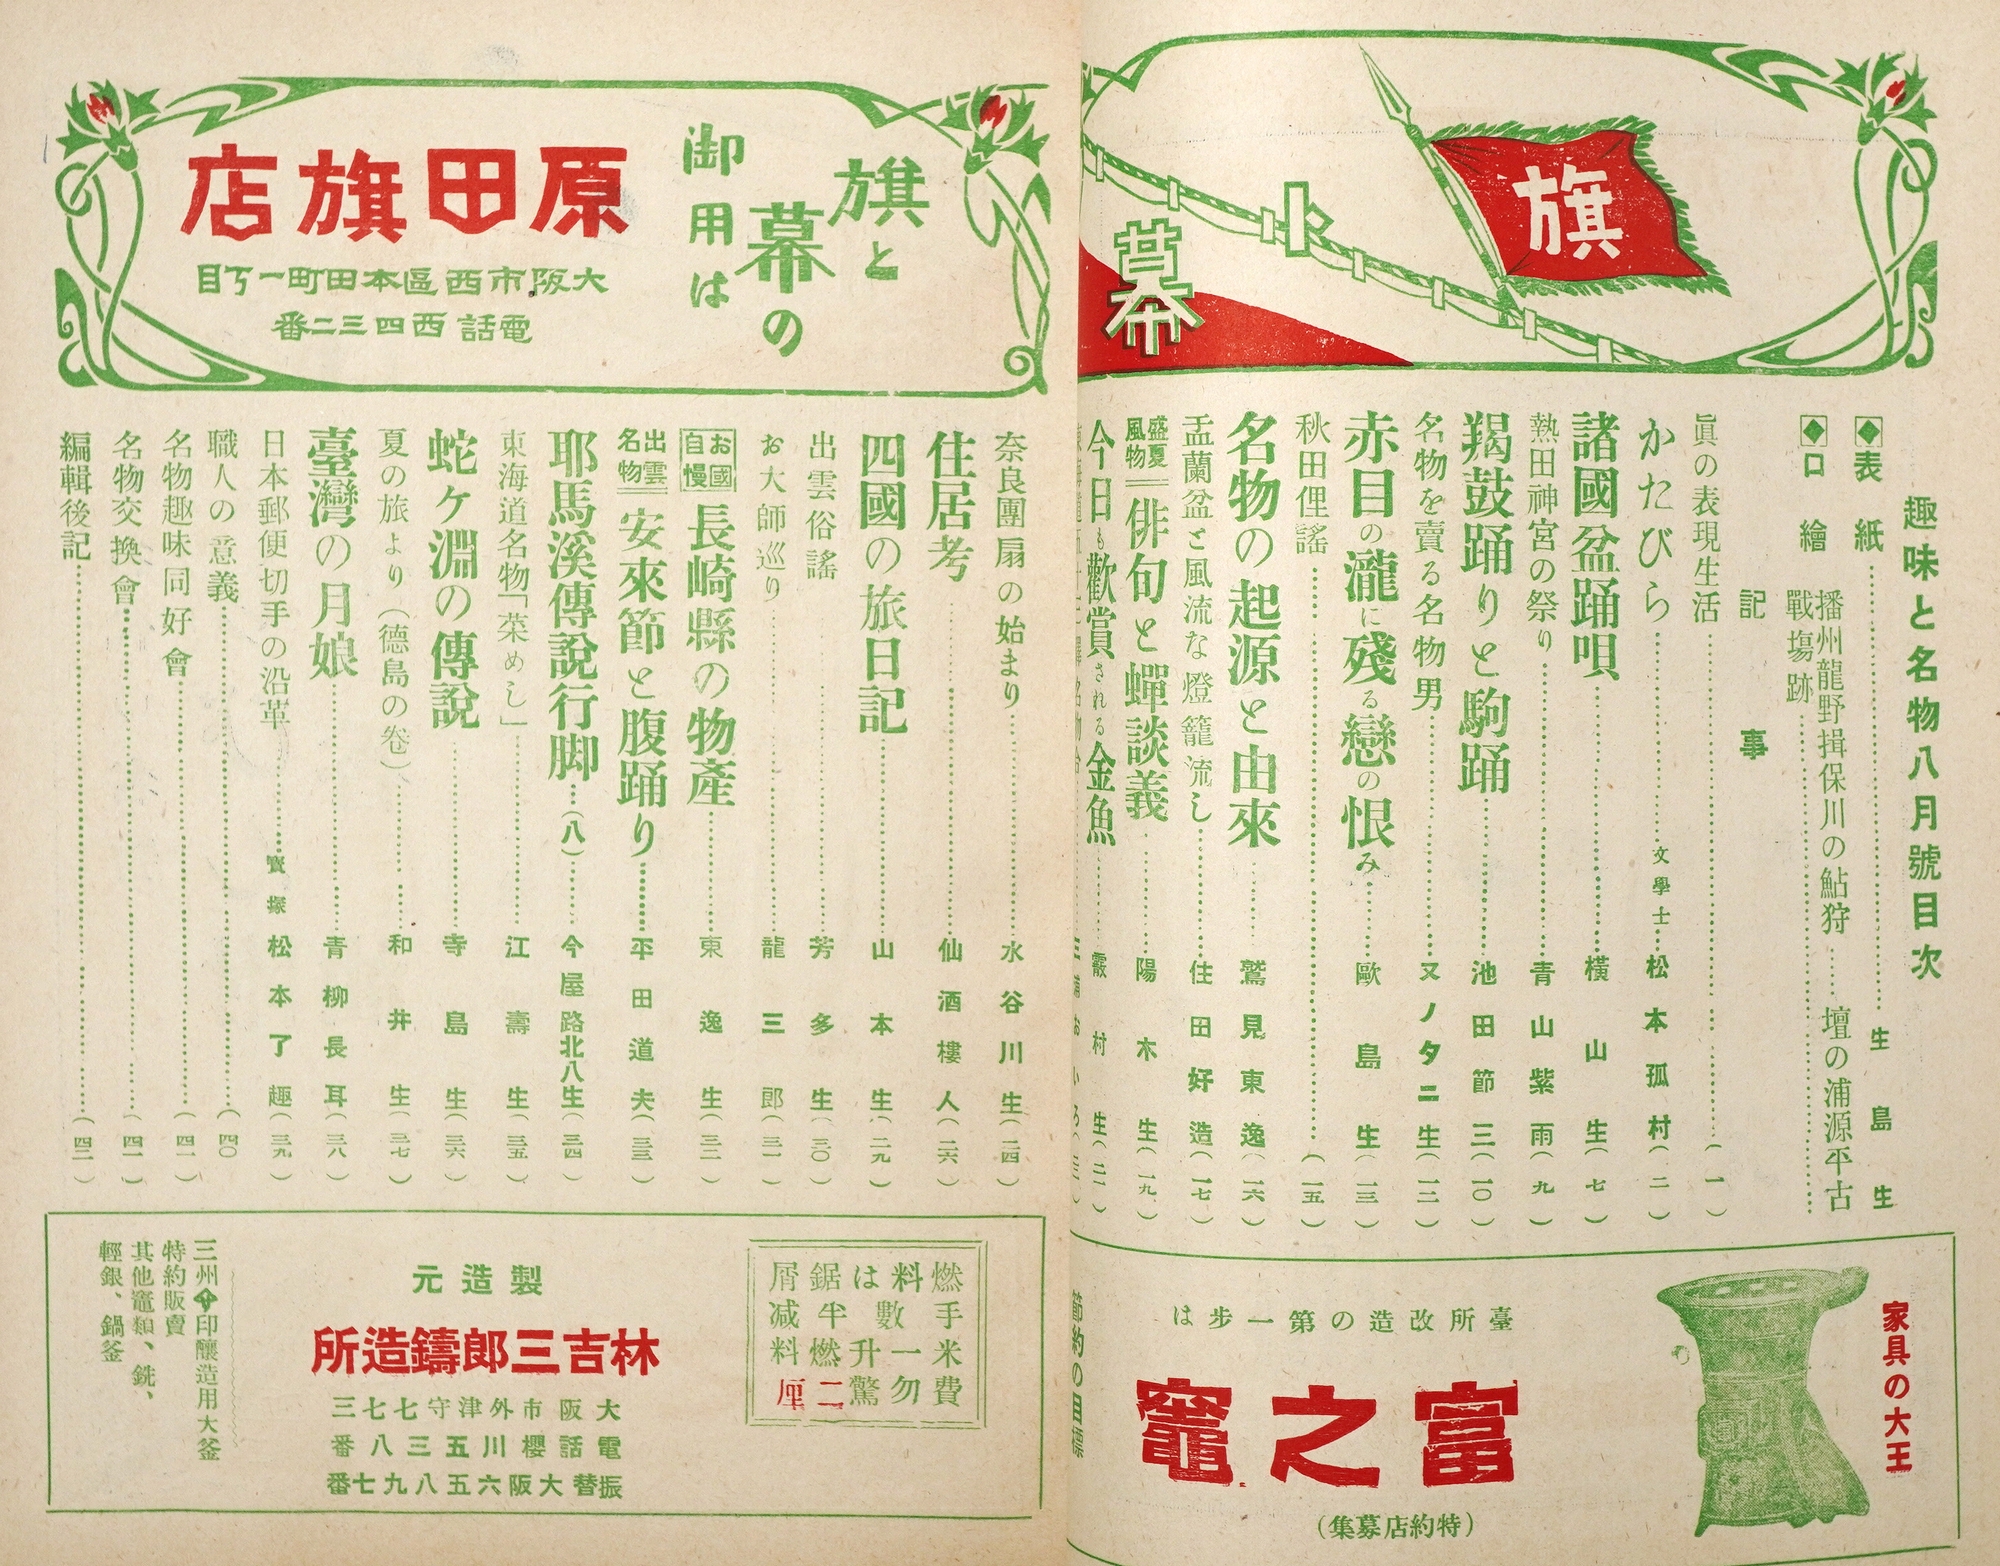 旗
ト
幕
旗と
幕の
御用は
原田旗店
大阪市西區本田町一丁目
電話西四三二番
趣味と名物八月號目次
表紙 生島生
口繪 播州龍野揖保川の鮎狩 壇の浦源平古
戰塲跡
記事
眞の表現生活 (一)
かたびら 文學士 松本孤村(二)
諸國盆踊唄 横山生(七)
熱田神宮の祭り 青山紫雨(九)
羯鼓踊りと駒踊 池田節三(一〇)
名物を賣る名物男 又ノタニ生(一二)
赤目の瀧に殘る戀の恨み 歐島生(一三)
秋田俚謠 (一五)
名物の起源と由來 鷲見東逸(一六)
盂蘭盆と風流な燈籠流し 住田好造(一七)
盛夏風物 俳句と蟬談義 陽木生(一九)
今日も歡賞される金魚 霰村生(二一)
奈良團扇の始まり 水谷川生(二四)
住居考 仙酒樓人(二六)
四國の旅日記 山本生(二九)
出雲俗謠 芳多生(三〇)
お大師巡り 龍三郎(三一)
お國自慢 長崎縣の物產 東逸生(三二)
出雲名物 安來節と腹踊り 平田道夫(三三)
耶馬溪傳說行脚 (八) 今屋路北八生(三四)
東海道名物「菜めし」 江壽生(三五)
蛇ケ淵の傳說 寺島生(三六)
夏の旅より (德島の卷) 和井生(三七)
臺灣の月娘 青柳長耳(三八)
日本郵便切手の沿革 寳塚 松本了趣(三九)
職人の意義 (四〇)
名物趣味同好會 (四一)
名物交換會 (四一)
編輯後記 (四二)
家具の大王
臺所改造の第一步は
富之竈
(特約店募集)
節約の目標
燃料は鋸屑
手數半减
米一升燃料
費勿驚二厘
製造元
林吉三郎鑄造所
大阪市外津守七七三
電話櫻川五三八番
振替大阪六五八九七番
三州印釀造用大釜
特約販賣
其他竈類、銑、
輕銀、鍋釜